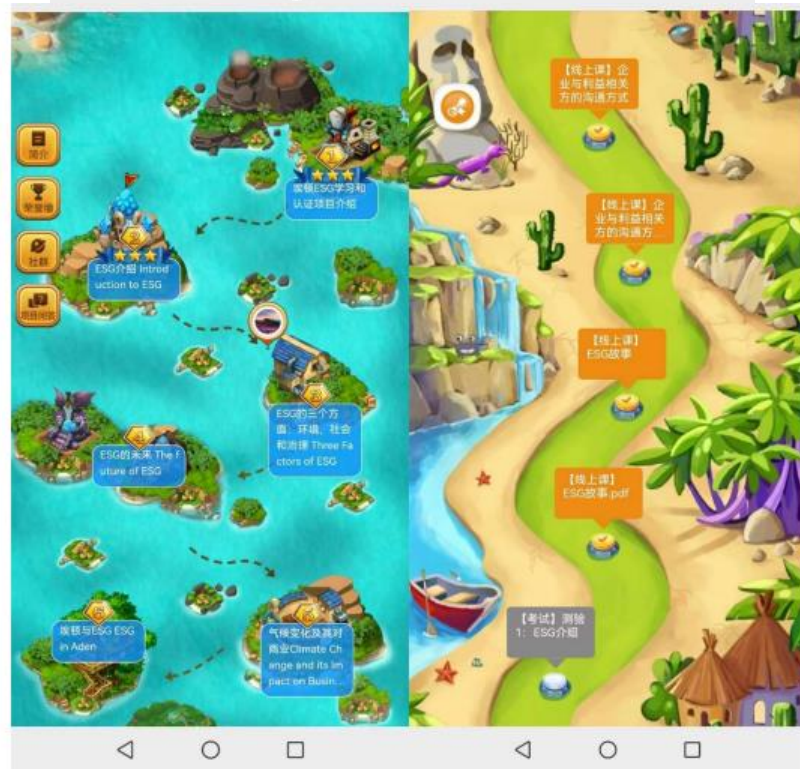 简介
荣誉墙
社群
项目问答
1
埃顿ESG学习和
认证项目介绍
2
ESG介绍 Introd
uction to ESG
3
ESG的三个方
面：环境、社会
和治理 Three Fa
ctors of ESG
4
ESG的未来 The f
uture of ESG
5
气候变化及其对
商业Climate Ch
ange and its Im
pact on Busin...
埃顿与ESG ESG
in Aden
【线上课】企
业与利益相关
方的沟通方式
【线上课】企
业与利益相关
方的沟通方...
【线上课】
ESG故事
【线上课】
ESG故事.pdf
【考试】测验
1：ESG介绍